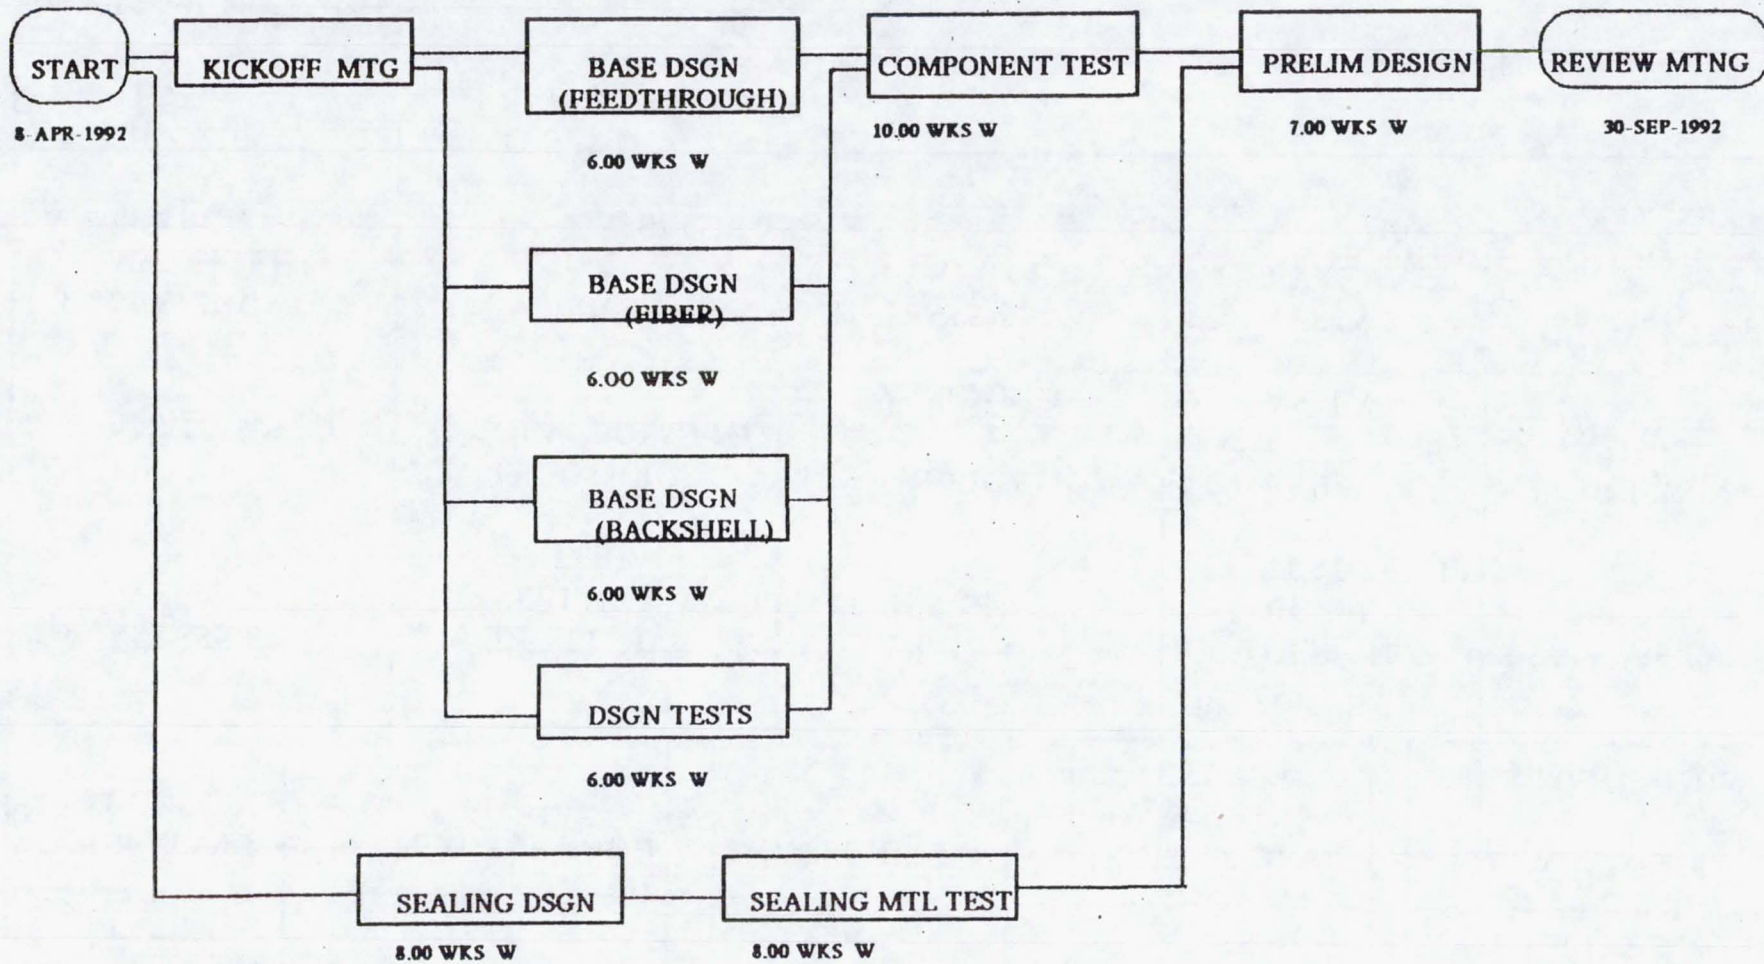 START
8-APR-1992
KICKOFF MTG
BASE DSGN
(FEEDTHROUGH)
6.00 WKS W
COMPONENT TEST
10.00 WKS W
PRELIM DESIGN
7.00 WKS W
REVIEW MTNG
30-SEP-1992
BASE DSGN
(FIBER)
6.00 WKS W
BASE DSGN
(BACKSHELL)
6.00 WKS W
DSGN TESTS
6.00 WKS W
SEALING DSGN
8.00 WKS W
SEALING MTL TEST
8.00 WKS W